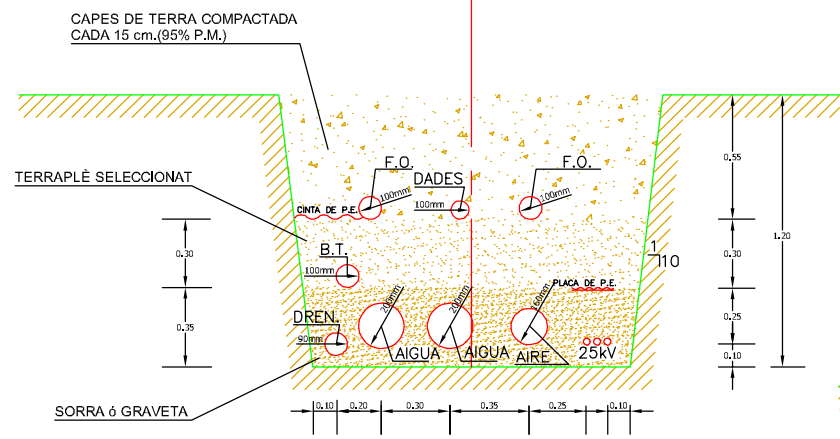 CAPES DE TERRA COMPACTADA
CADA 15 cm.(95% P.M.)
F.O.
DADES
F.O.
0.55
TERRAPLÈ SELECCIONAT
100mm
100mm
100mm
CINTA DE P.E.
1.20
0.30
B.T.
1
10
0.30
100mm
PLACA DE P.E.
200mm
200mm
160mm
0.35
DREN.
0.25
90mm
AIGUA
AIGUA
AIRE
25kV
0.10
SORRA ó GRAVETA
0.10
0.20
0.30
0.35
0.25
0.10